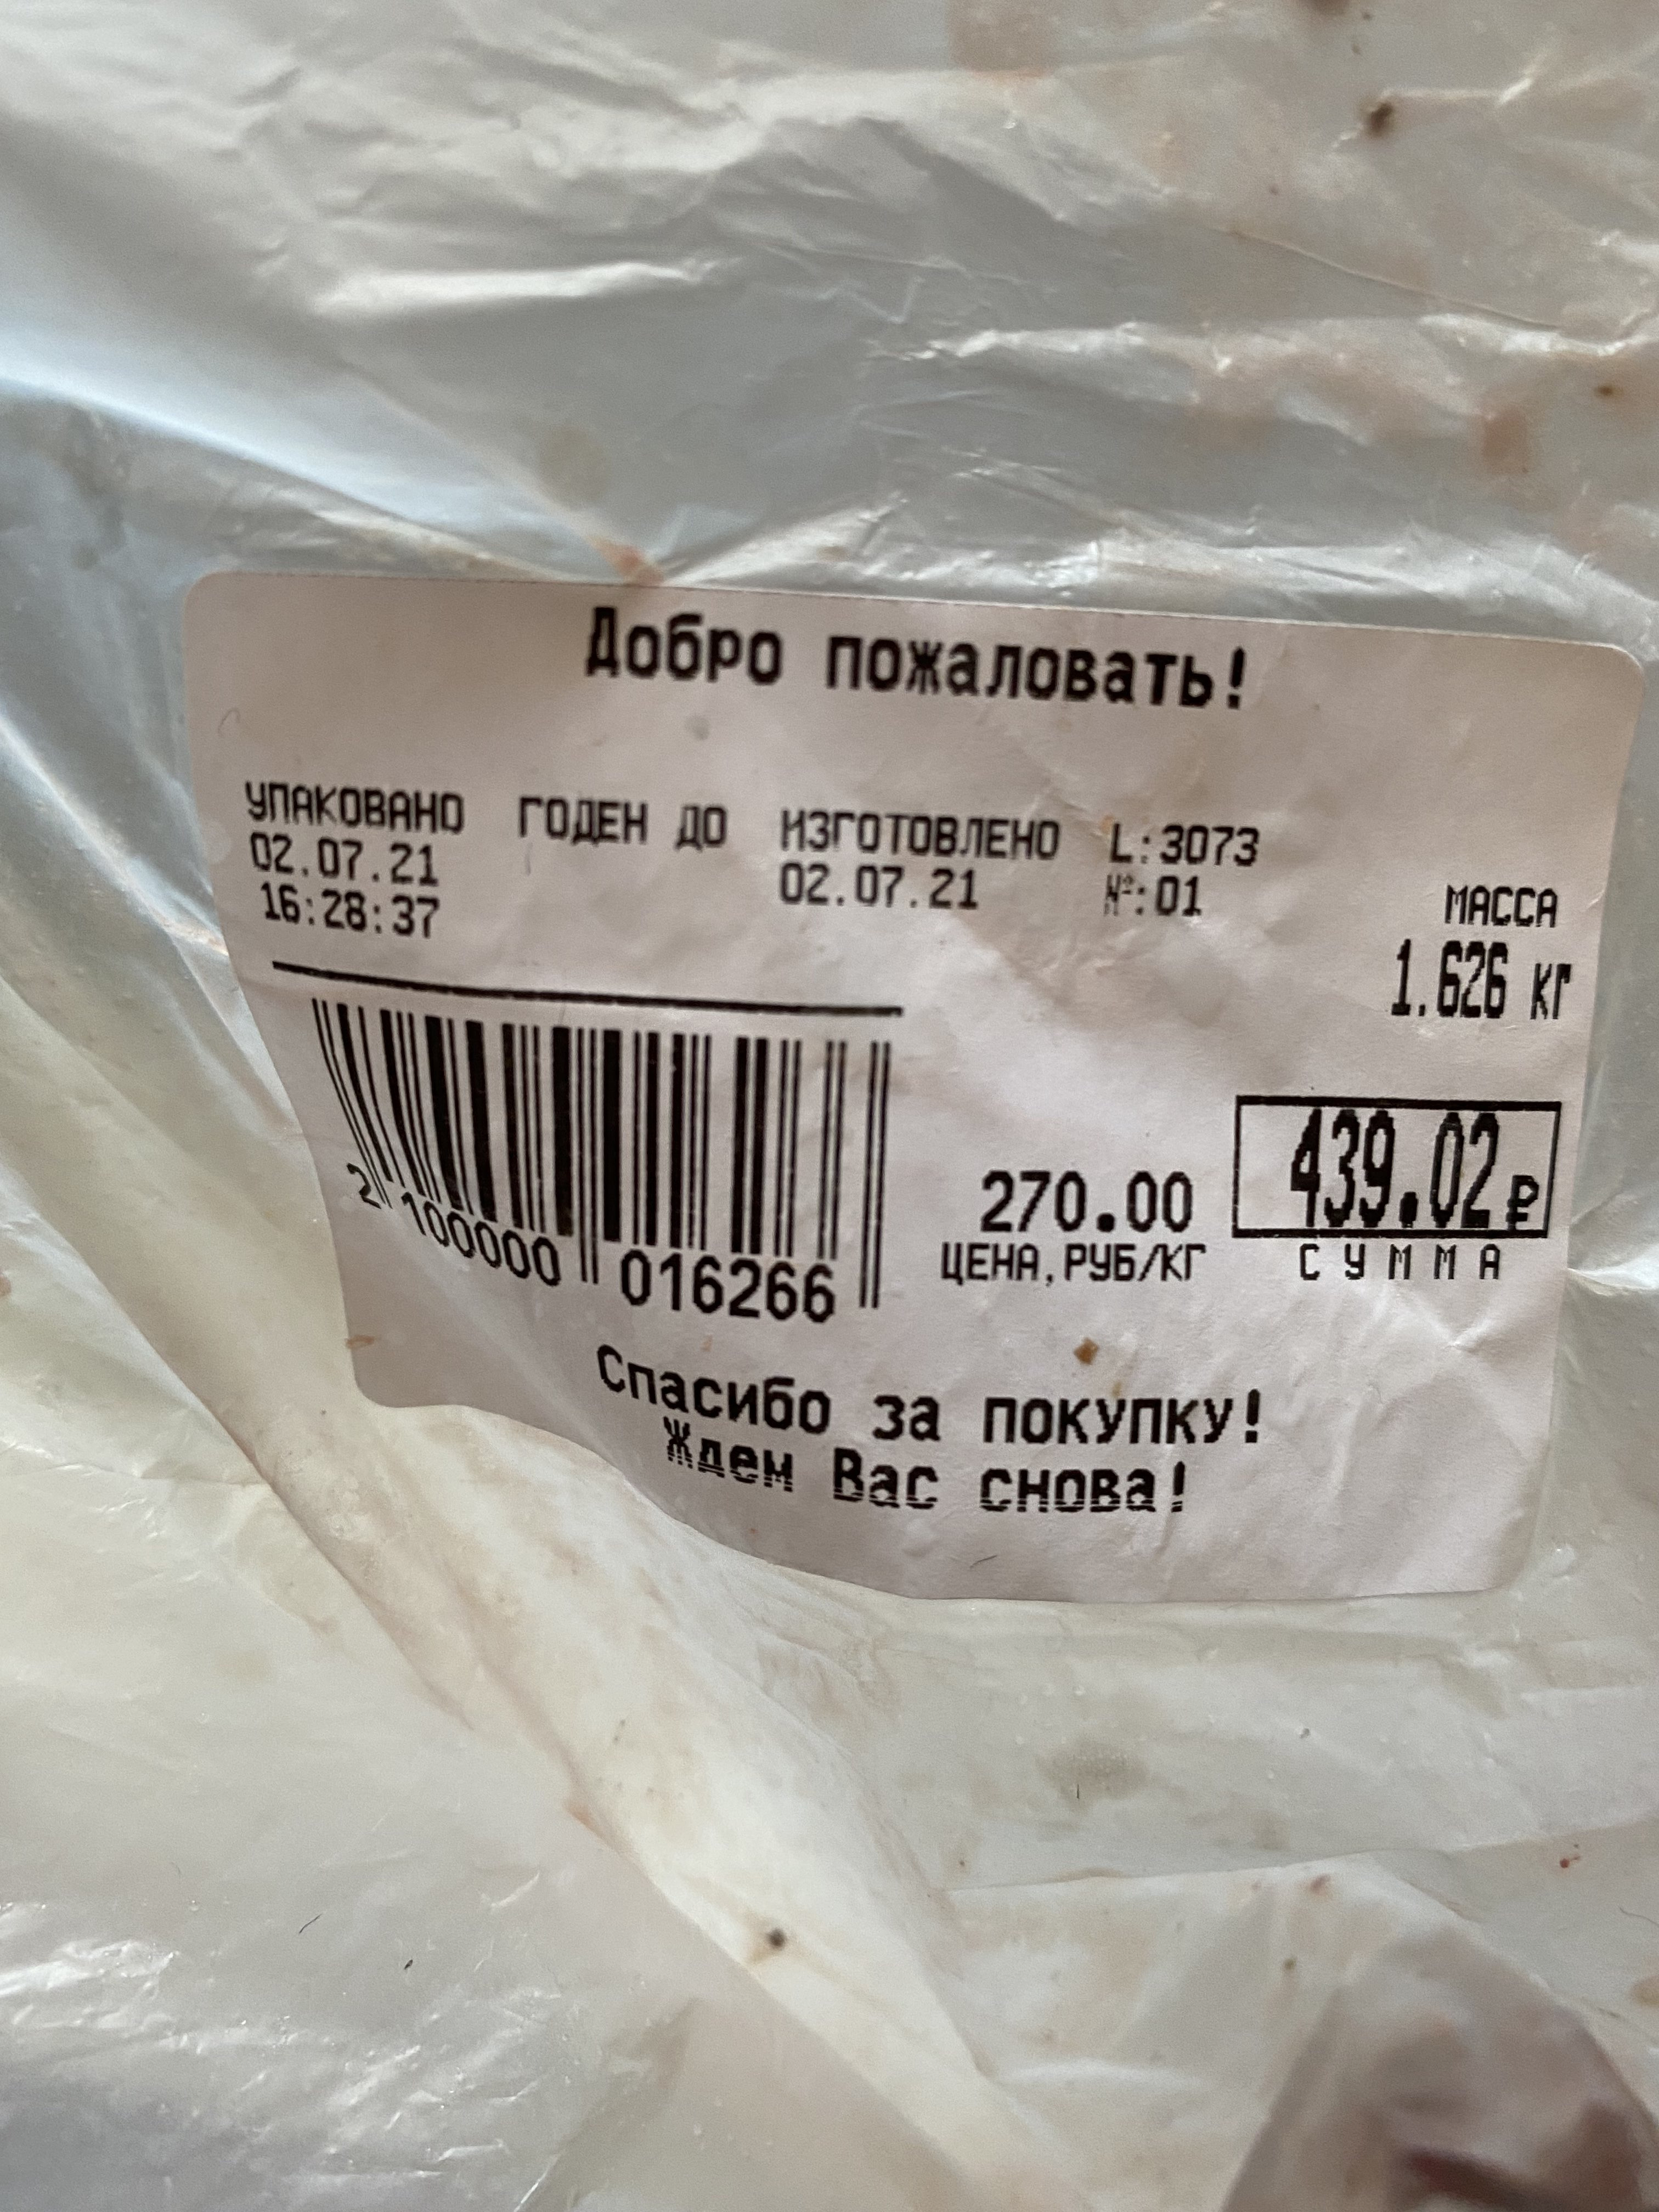 Добро пожаловать!
УПАКОВАНО ГОДЕН ДО ИЗГОТОВЛЕНО L:3073
02.07.21 02.07.21 №:01
16:28:37
МАССА
1.626 кг
439.02₽
270.00
ЦЕНА,РУБ/КГ СУММА
2 100000 016266
Спасибо за покупку!
Ждем Вас снова!